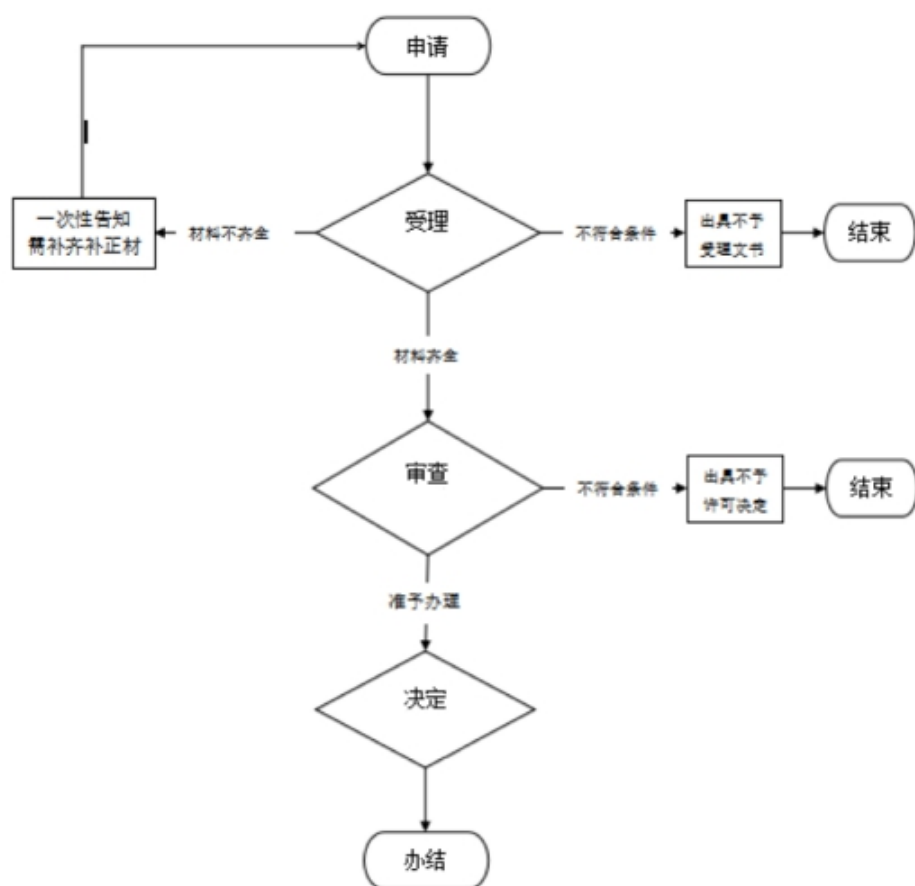 申请
一次性告知
需补齐补正材
材料不齐全
受理
不符合条件
出具不予
受理文书
结束
材料齐全
审查
不符合条件
出具不予
许可决定
结束
准予办理
决定
办结